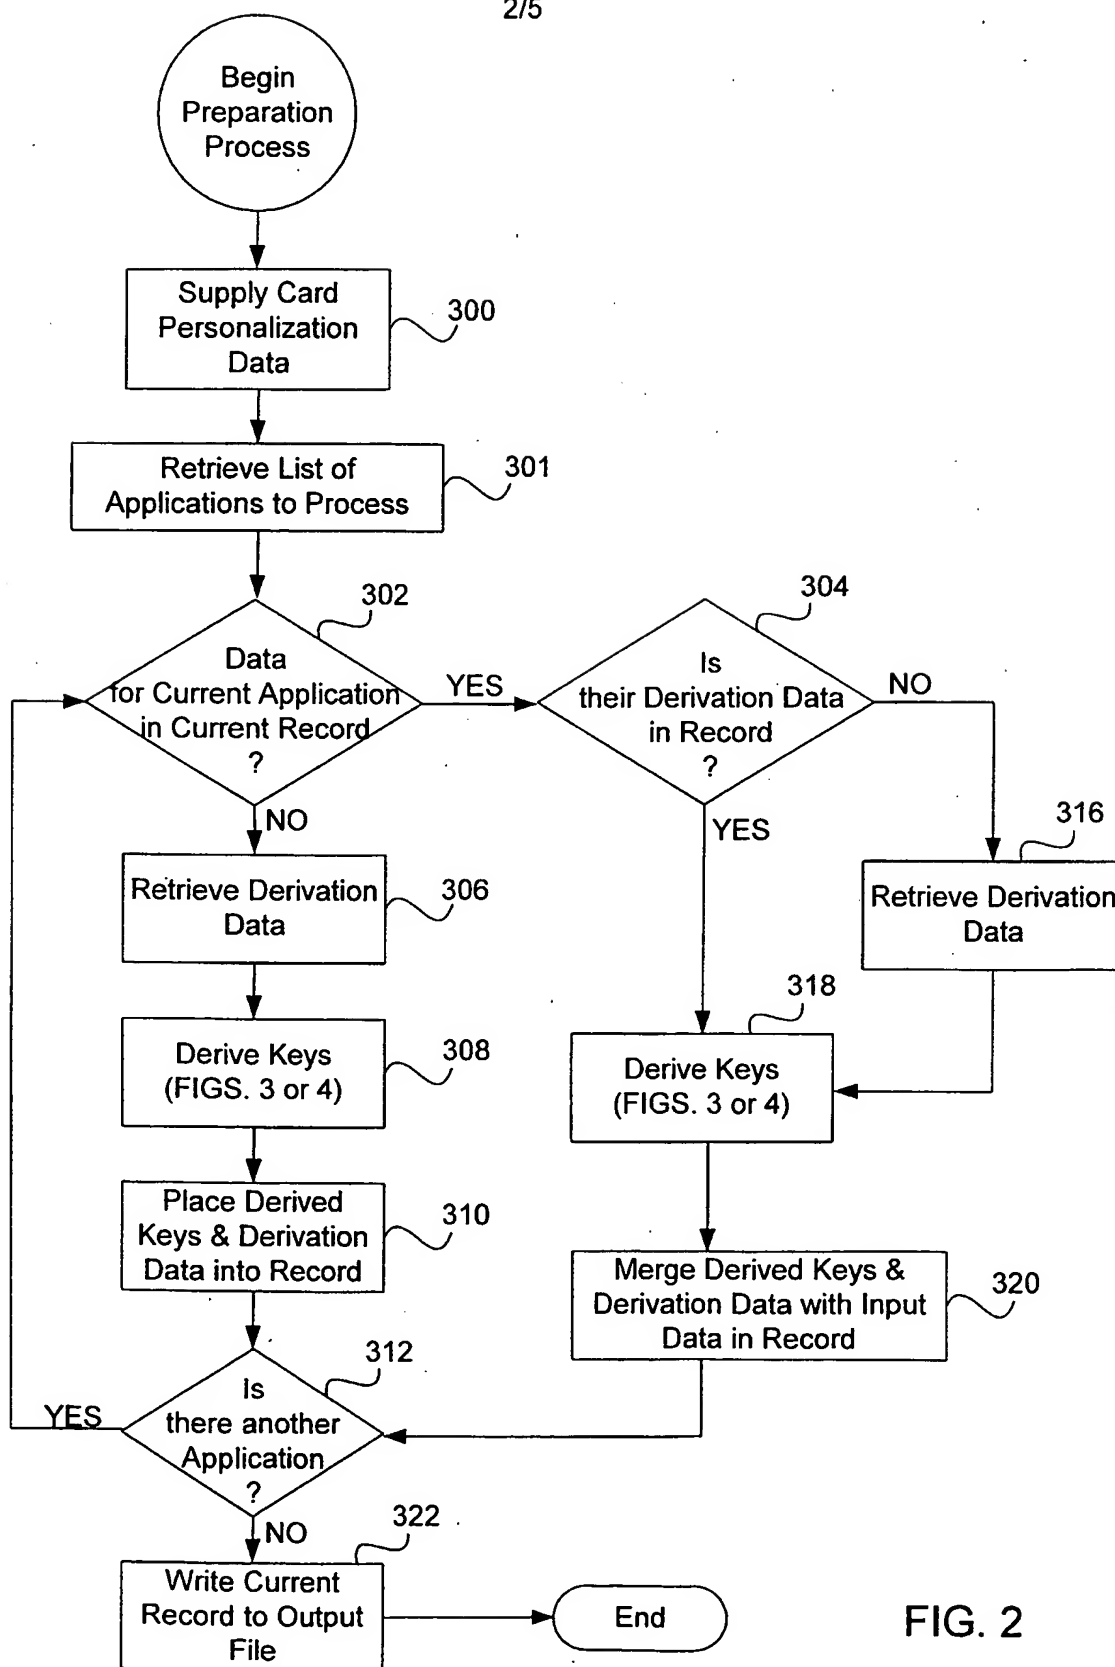 2/5
Begin
Preparation
Process
Supply Card
Personalization
Data
300
Retrieve List of
Applications to Process
301
302
Data
for Current Application
in Current Record
?
YES
NO
304
Is
their Derivation Data
in Record
?
NO
YES
Retrieve Derivation
Data
306
316
Retrieve Derivation
Data
Derive Keys
(FIGS. 3 or 4)
308
318
Derive Keys
(FIGS. 3 or 4)
Place Derived
Keys & Derivation
Data into Record
310
Merge Derived Keys &
Derivation Data with Input
Data in Record
320
312
Is
there another
Application
?
YES
NO
322
Write Current
Record to Output
File
End
FIG. 2